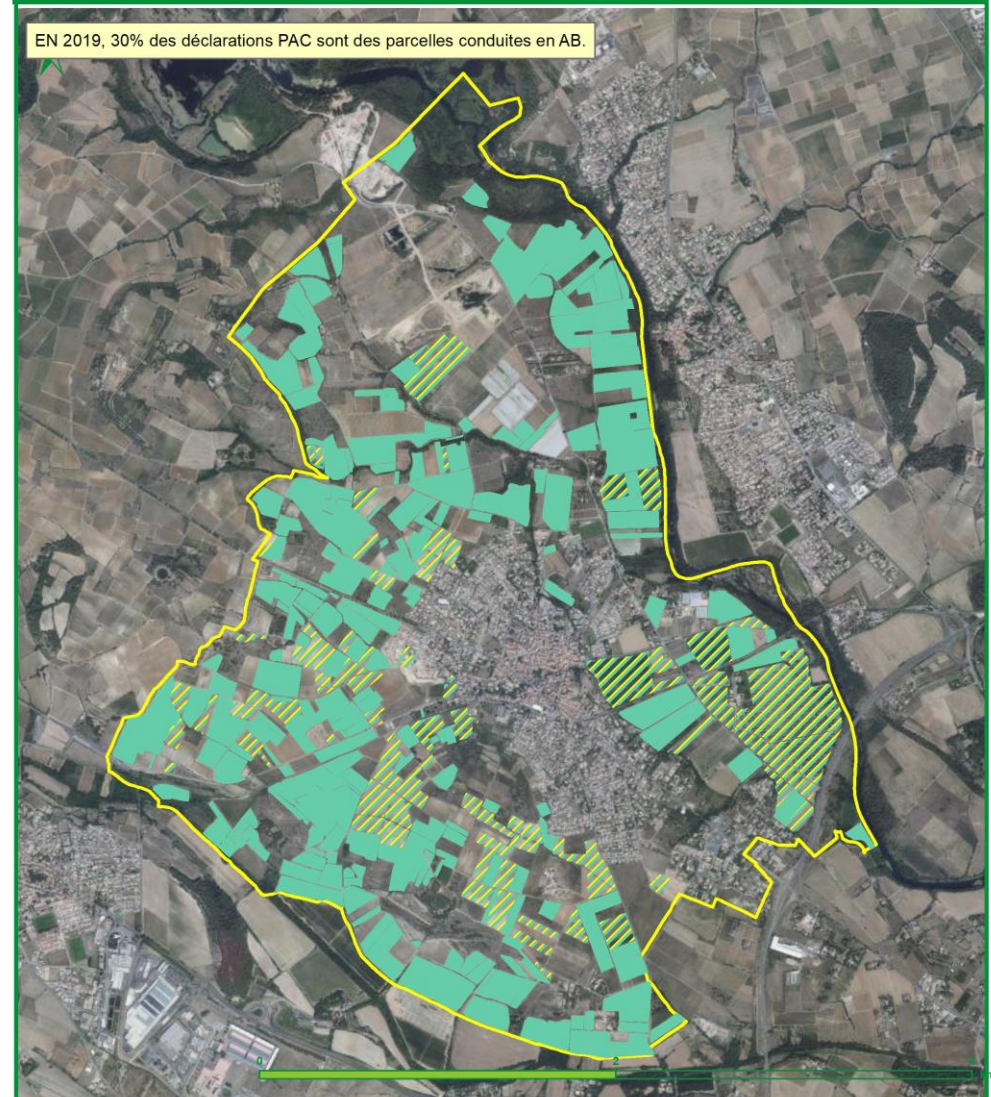 EN 2019, 30% des déclarations PAC sont des parcelles conduites en AB.
0 2